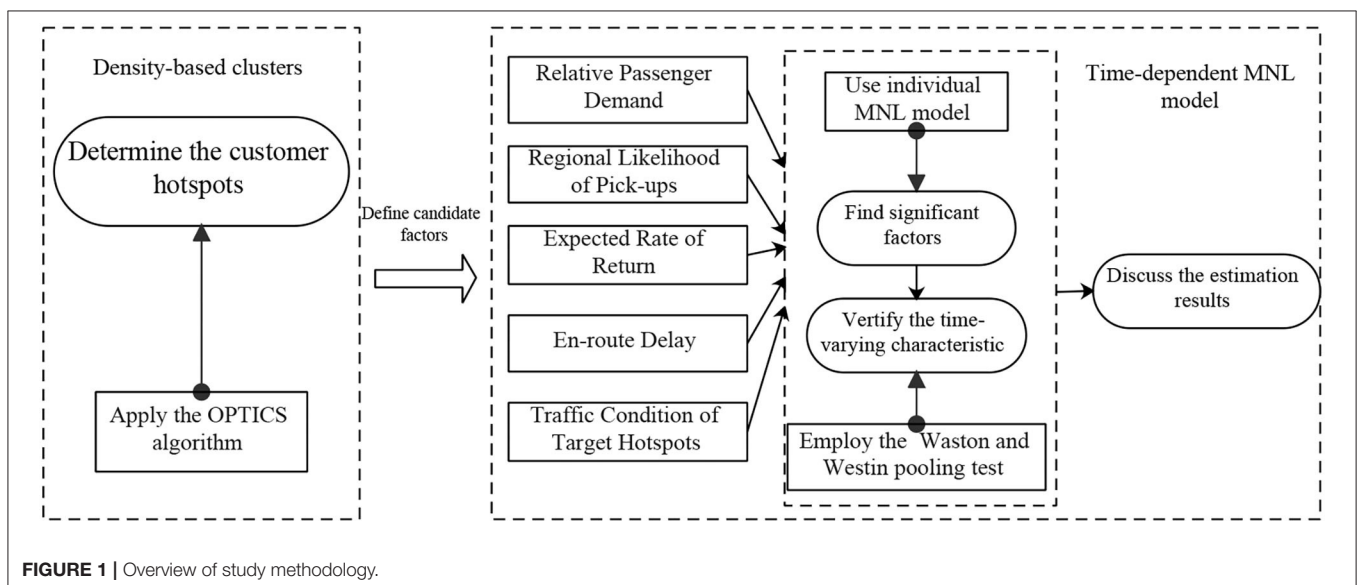 Density-based clusters
Determine the customer
hotspots
Apply the OPTICS
algorithm
Define candidate
factors
Relative Passenger
Demand
Regional Likelihood
of Pick-ups
Expected Rate of
Return
En-route Delay
Traffic Condition of
Target Hotspots
Use individual
MNL model
Find significant
factors
Vertify the time-
varying characteristic
Employ the Waston and
Westin pooling test
Time-dependent MNL
model
Discuss the estimation
results
FIGURE 1 | Overview of study methodology.